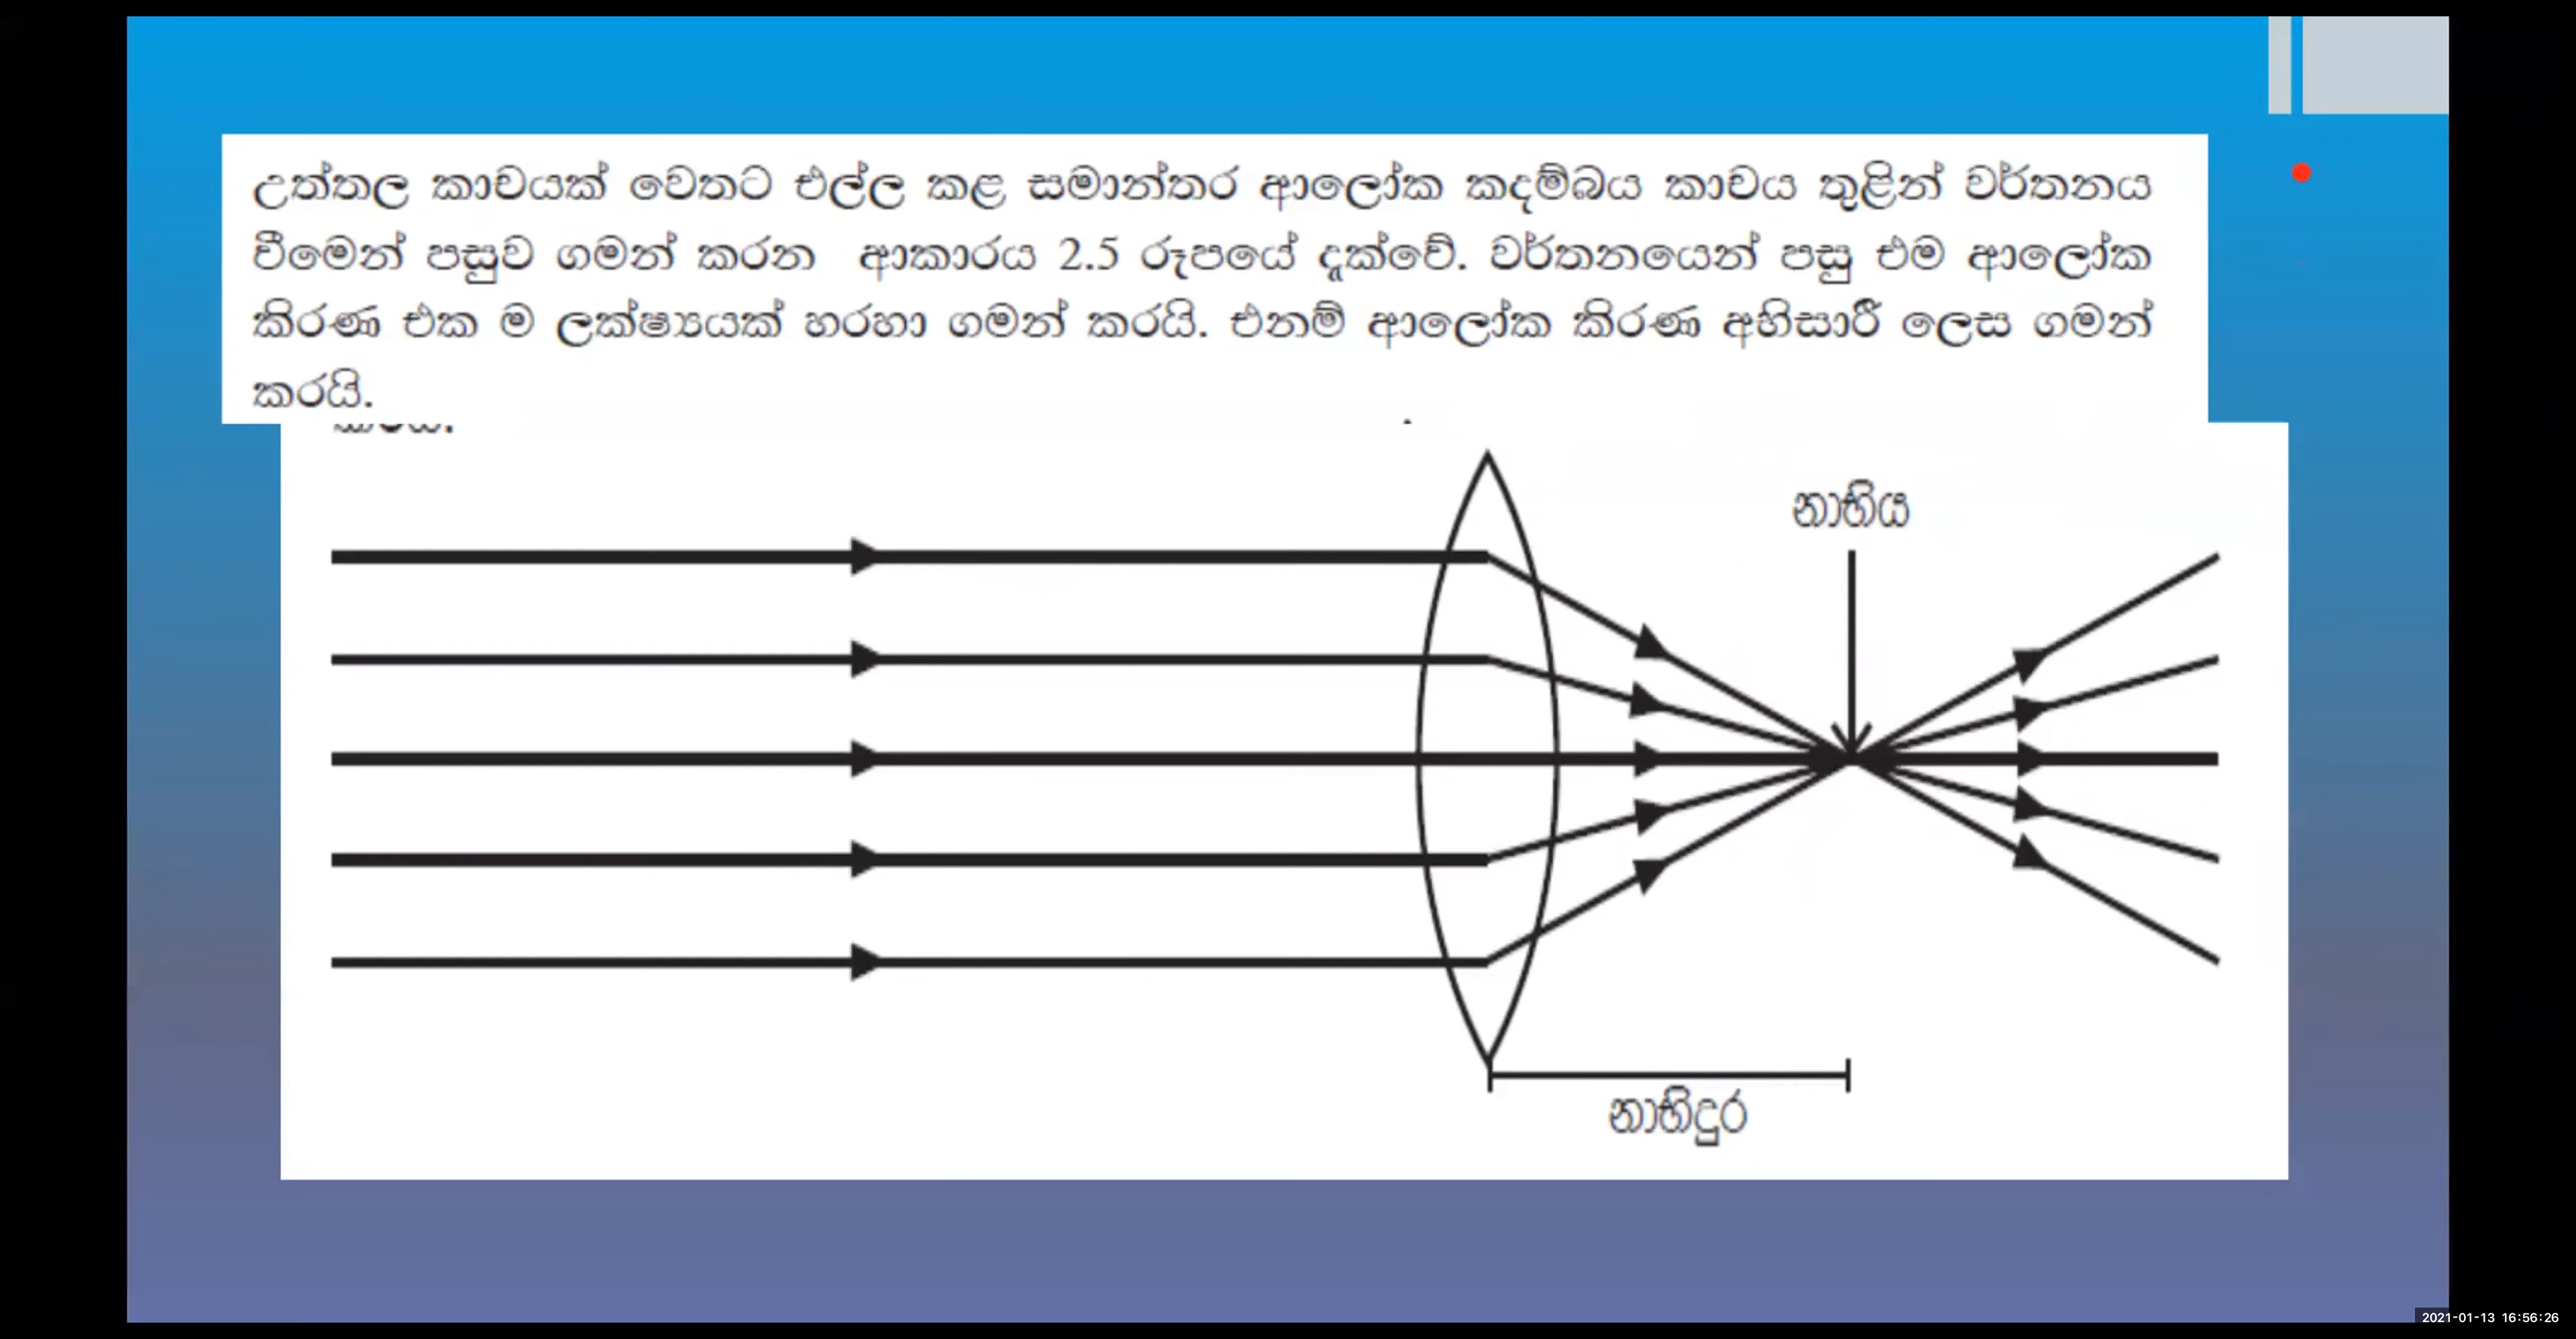 උත්තල කාචයක් වෙතට එල්ල කළ සමාන්තර ආලෝක කදම්බය කාචය තුළින් වර්තනය
වීමෙන් පසුව ගමන් කරන ආකාරය 2.5 රූපයේ දැක්වේ. වර්තනයෙන් පසු එම ආලෝක
කිරණ එක ම ලක්ෂ්‍යයක් හරහා ගමන් කරයි. එනම් ආලෝක කිරණ අභිසාරී ලෙස ගමන්
කරයි.
නාභිය
නාභිදුර
2021-01-13 16:56:26